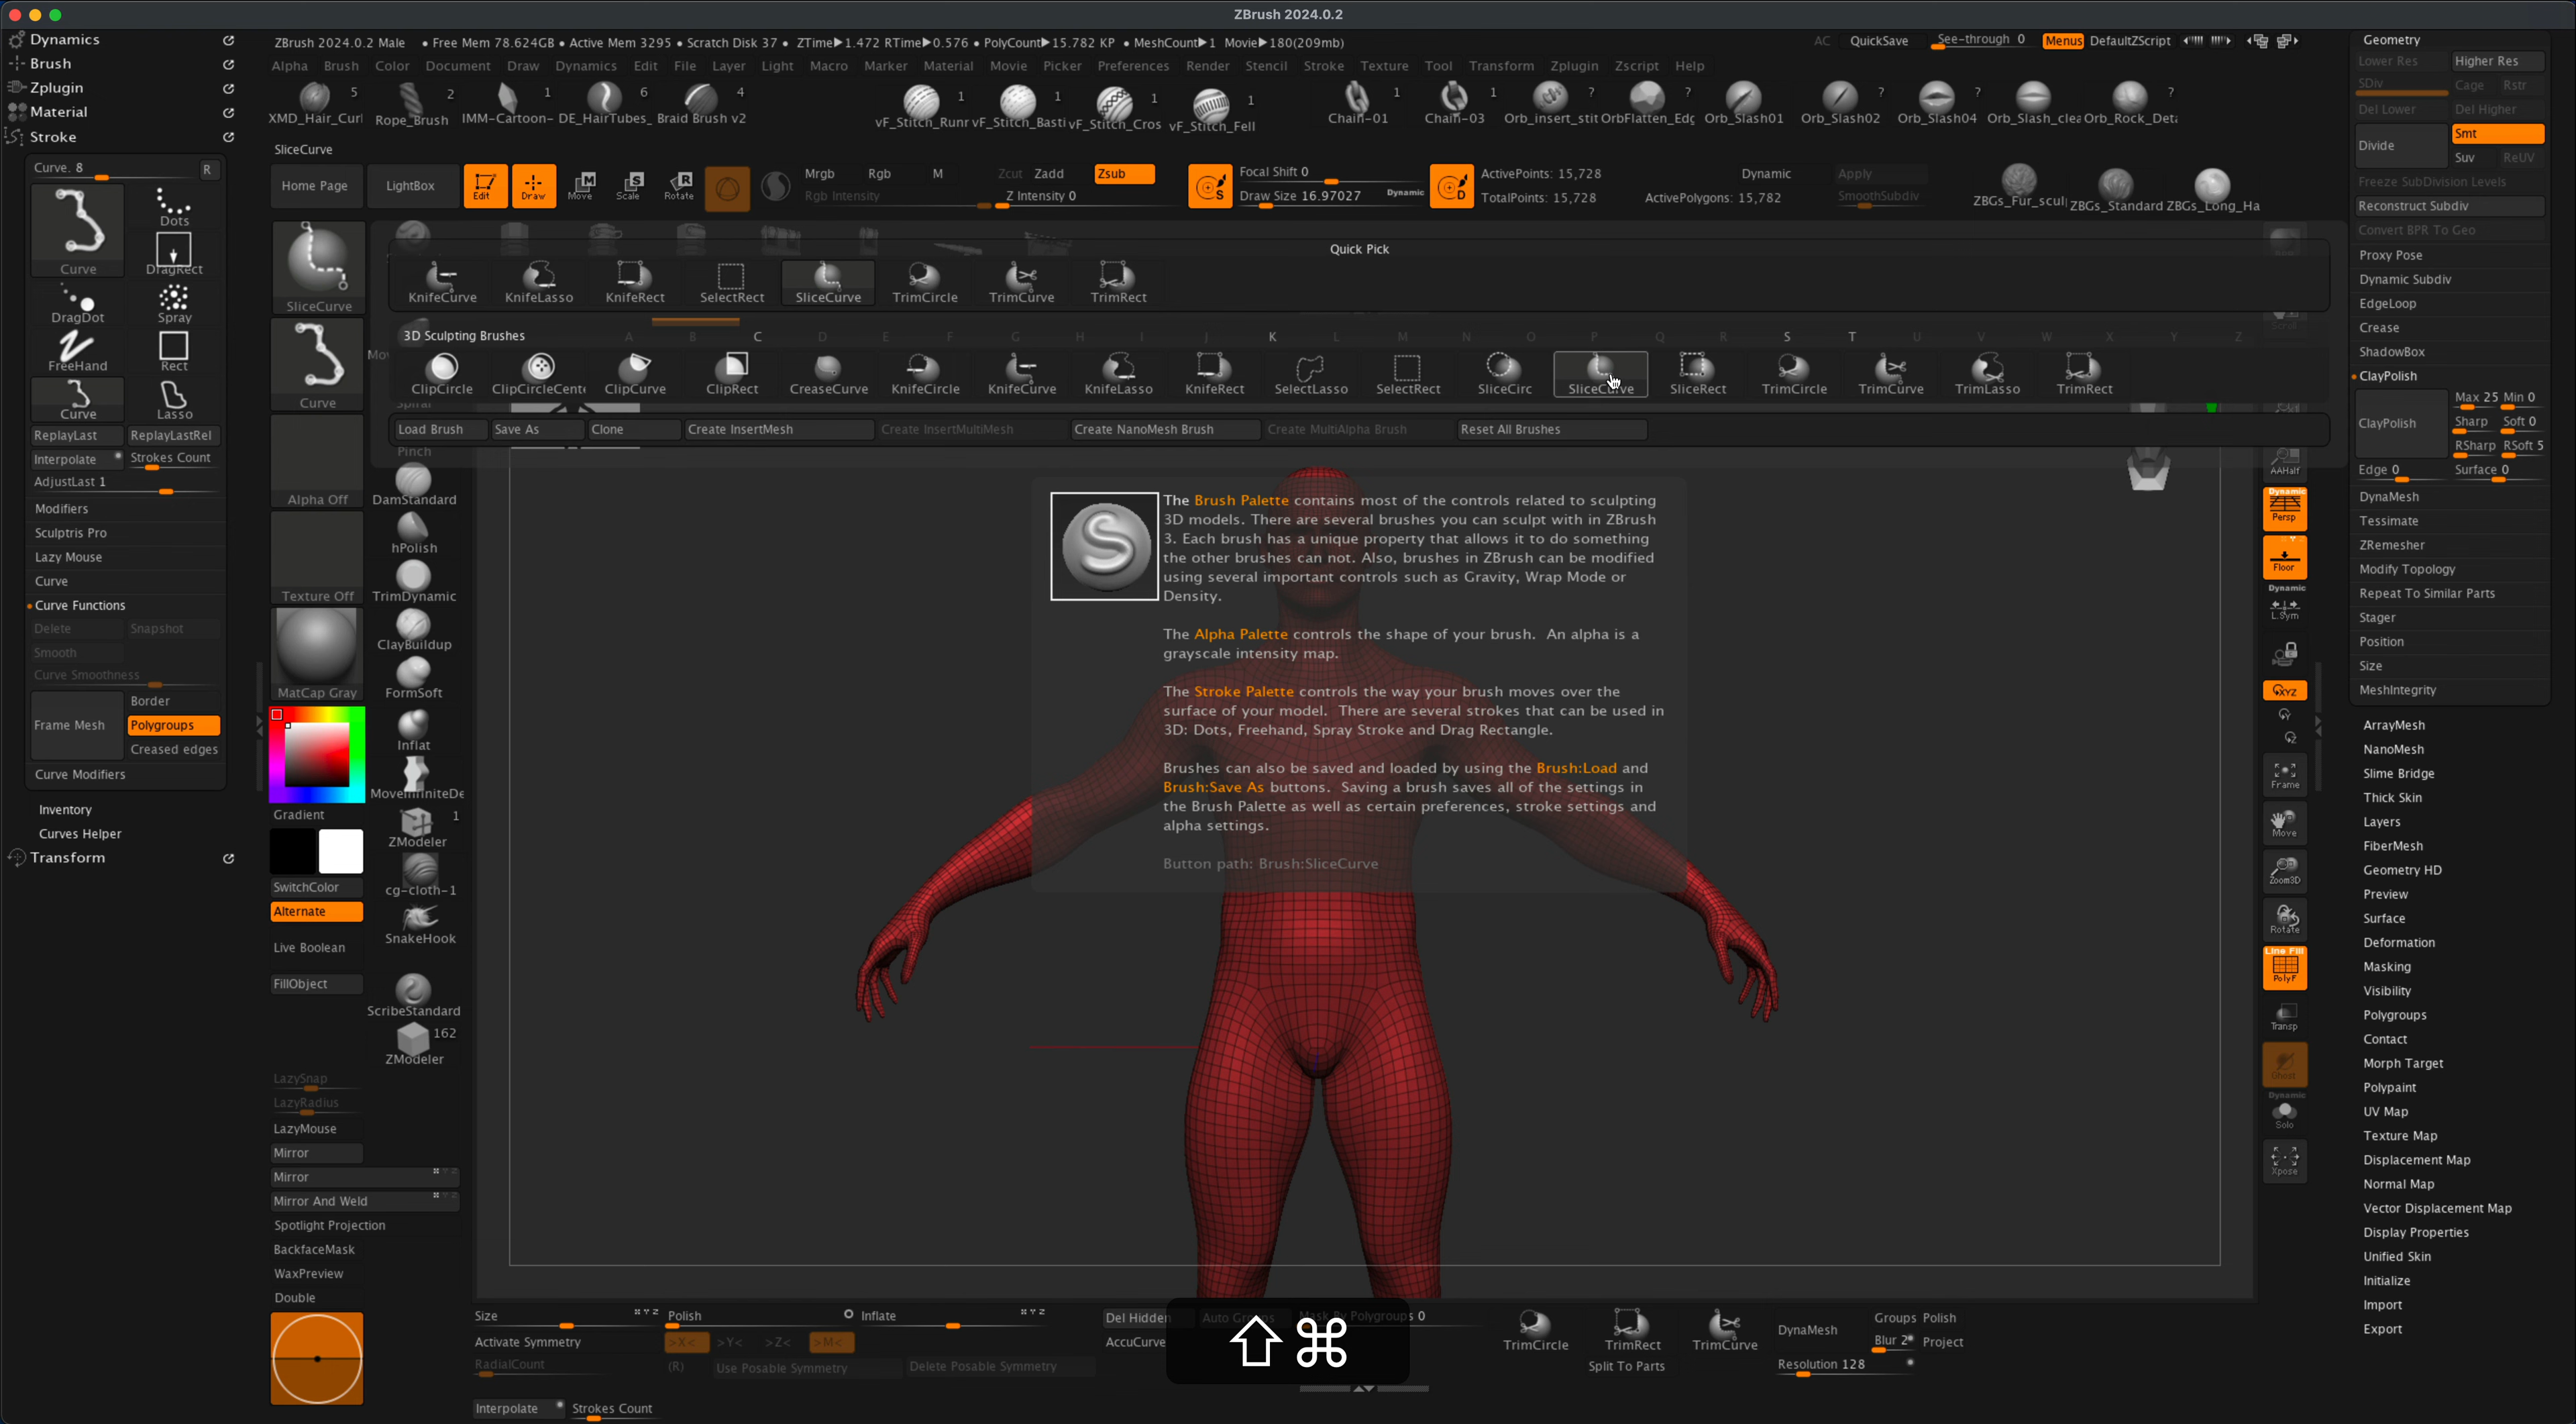 ZBrush 2024.0.2
Dynamics
Brush
Zplugin
Material
Stroke
Curve. 8
R
Curve
Dots
DragRect
DragDot
Spray
FreeHand
Rect
Curve
Lasso
ReplayLast
ReplayLastRel
Interpolate
Strokes Count
AdjustLast 1
Modifiers
Sculptris Pro
Lazy Mouse
Curve
Curve Functions
Delete
Snapshot
Smooth
Curve Smoothness
Frame Mesh
Border
Polygroups
Creased edges
Curve Modifiers
Inventory
Curves Helper
Transform
ZBrush 2024.0.2 Male • Free Mem 78.624GB • Active Mem 3295 • Scratch Disk 37 • ZTime▶1.472 RTime▶0.576 • PolyCount▶15.782 KP • MeshCount▶1 Movie▶180(209mb)
AC QuickSave See-through 0 Menus DefaultZScript
Alpha Brush Color Document Draw Dynamics Edit File Layer Light Macro Marker Material Movie Picker Preferences Render Stencil Stroke Texture Tool Transform Zplugin Zscript Help
5 2 1 6 4 1 1 1 1 1 1 ? ? ? ? ?
XMD_Hair_Curl Rope_Brush IMM-Cartoon- DE_HairTubes_ Braid Brush v2 vF_Stitch_Runr vF_Stitch_Basti vF_Stitch_Cros vF_Stitch_Fell Chain-01 Chain-03 Orb_insert_stit OrbFlatten_Edg Orb_Slash01 Orb_Slash02 Orb_Slash04 Orb_Slash_clea Orb_Rock_Deta
SliceCurve
Home Page LightBox Edit Draw Move Scale Rotate
Mrgb Rgb M Zcut Zadd Zsub
Rgb Intensity Z Intensity 0
Focal Shift 0
Draw Size 16.97027 Dynamic
ActivePoints: 15,728
TotalPoints: 15,728
Dynamic Apply
ActivePolygons: 15,782 SmoothSubdiv
ZBGs_Fur_scul ZBGs_Standard ZBGs_Long_Ha
Quick Pick
KnifeCurve KnifeLasso KnifeRect SelectRect SliceCurve TrimCircle TrimCurve TrimRect
3D Sculpting Brushes A B C D E F G H I J K L M N O P Q R S T U V W X Y Z
ClipCircle ClipCircleCente ClipCurve ClipRect CreaseCurve KnifeCircle KnifeCurve KnifeLasso KnifeRect SelectLasso SelectRect SliceCirc SliceCurve SliceRect TrimCircle TrimCurve TrimLasso TrimRect
Load Brush Save As Clone Create InsertMesh Create InsertMultiMesh Create NanoMesh Brush Create MultiAlpha Brush Reset All Brushes
SliceCurve
Curve
Alpha Off
Texture Off
MatCap Gray
Gradient
SwitchColor
Alternate
Live Boolean
FillObject
LazySnap
LazyRadius
LazyMouse
Mirror
Mirror
Mirror And Weld
Spotlight Projection
BackfaceMask
WaxPreview
Double
Spiral
Pinch
DamStandard
hPolish
TrimDynamic
ClayBuildup
FormSoft
Inflat
MoveInfiniteDe
1
ZModeler
cg-cloth-1
SnakeHook
ScribeStandard
162
ZModeler
The Brush Palette contains most of the controls related to sculpting
3D models. There are several brushes you can sculpt with in ZBrush
3. Each brush has a unique property that allows it to do something
the other brushes can not. Also, brushes in ZBrush can be modified
using several important controls such as Gravity, Wrap Mode or
Density.
The Alpha Palette controls the shape of your brush. An alpha is a
grayscale intensity map.
The Stroke Palette controls the way your brush moves over the
surface of your model. There are several strokes that can be used in
3D: Dots, Freehand, Spray Stroke and Drag Rectangle.
Brushes can also be saved and loaded by using the Brush:Load and
Brush:Save As buttons. Saving a brush saves all of the settings in
the Brush Palette as well as certain preferences, stroke settings and
alpha settings.
Button path: Brush:SliceCurve
AAHalf
Dynamic
Persp
Floor
Dynamic
L.Sym
XYZ
Frame
Move
Zoom3D
Rotate
Line Fill
PolyF
Transp
Ghost
Dynamic
Solo
Xpose
Size Polish Inflate
Activate Symmetry >X< >Y< >Z< >M<
RadialCount (R) Use Posable Symmetry Delete Posable Symmetry
Interpolate Strokes Count
Del Hidden Auto Groups Mask By Polygroups 0
AccuCurve
⇧⌘
TrimCircle TrimRect TrimCurve
Split To Parts
DynaMesh Groups Polish
Blur 2 Project
Resolution 128
Geometry
Lower Res Higher Res
SDiv Cage Rstr
Del Lower Del Higher
Divide Smt
Suv ReUV
Freeze SubDivision Levels
Reconstruct Subdiv
Convert BPR To Geo
Proxy Pose
Dynamic Subdiv
EdgeLoop
Crease
ShadowBox
ClayPolish
ClayPolish
Max 25 Min 0
Sharp Soft 0
RSharp RSoft 5
Edge 0 Surface 0
DynaMesh
Tessimate
ZRemesher
Modify Topology
Repeat To Similar Parts
Stager
Position
Size
MeshIntegrity
ArrayMesh
NanoMesh
Slime Bridge
Thick Skin
Layers
FiberMesh
Geometry HD
Preview
Surface
Deformation
Masking
Visibility
Polygroups
Contact
Morph Target
Polypaint
UV Map
Texture Map
Displacement Map
Normal Map
Vector Displacement Map
Display Properties
Unified Skin
Initialize
Import
Export